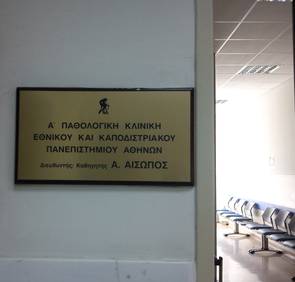 Α΄ ΠΑΘΟΛΟΓΙΚΗ ΚΛΙΝΙΚΗ
ΕΘΝΙΚΟΥ ΚΑΙ ΚΑΠΟΔΙΣΤΡΙΑΚΟΥ
ΠΑΝΕΠΙΣΤΗΜΙΟΥ ΑΘΗΝΩΝ
Διευθυντής: Καθηγητής Α. ΑΙΣΩΠΟΣ